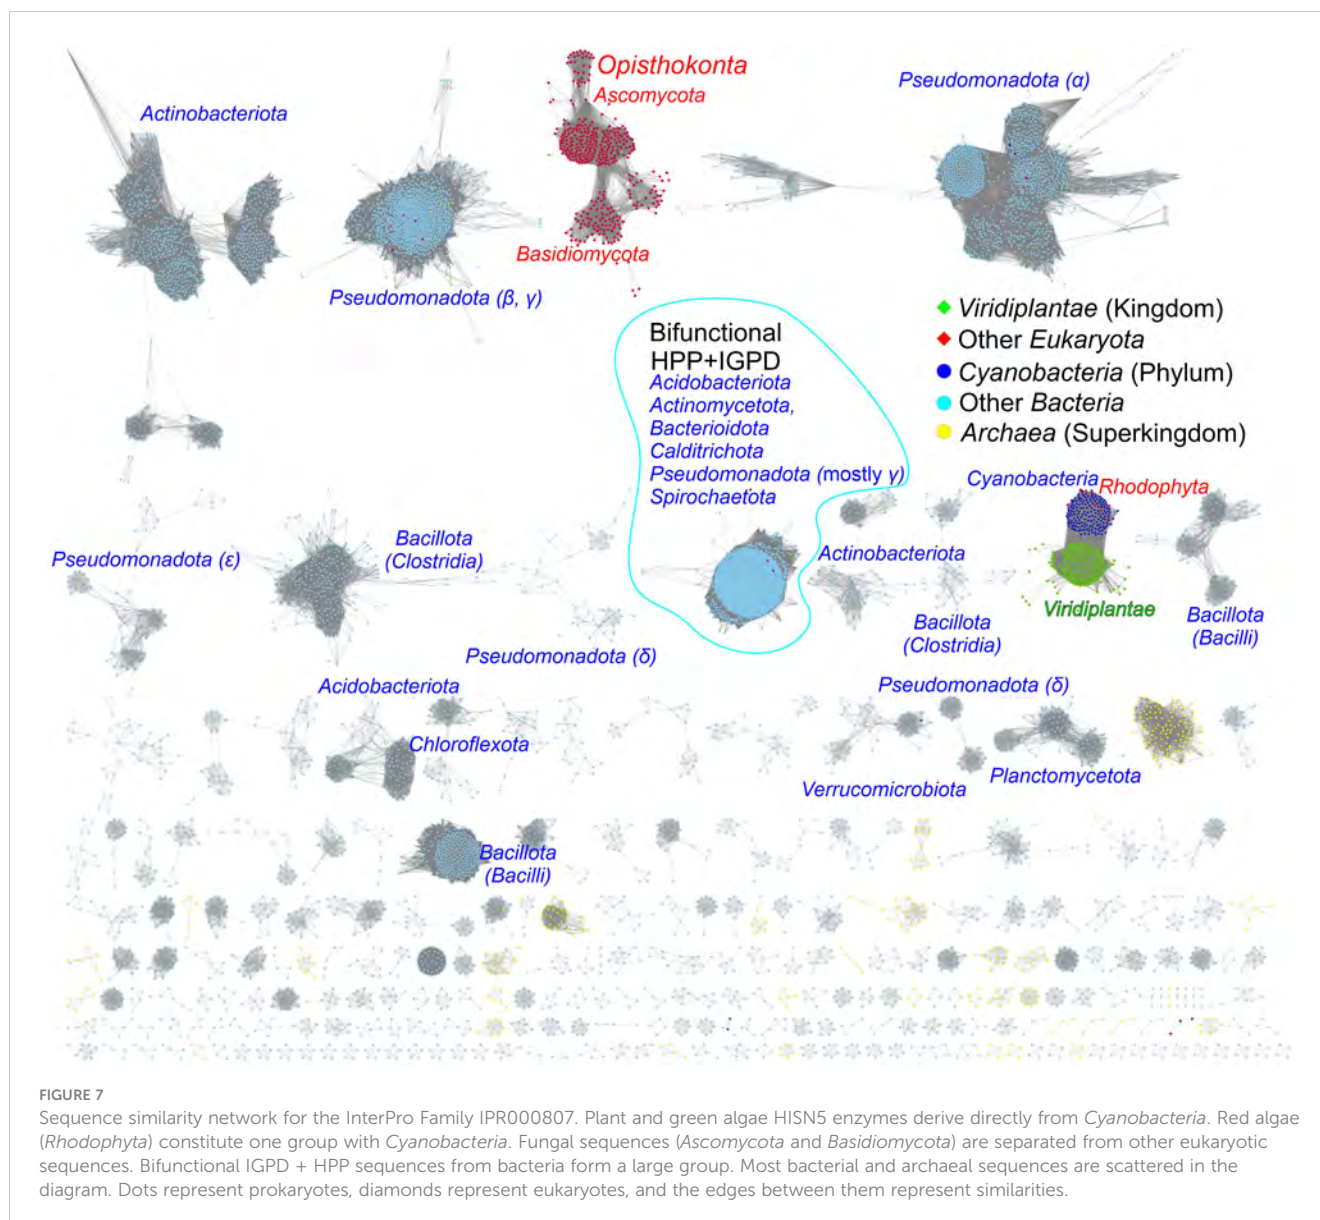 Opisthokonta
Ascomycota
Pseudomonadota (α)
Actinobacteriota
Basidiomycota
Pseudomonadota (β, γ)
Bifunctional
HPP+IGPD
Acidobacteriota
Actinomycetota,
Bacterioidota
Calditrichota
Pseudomonadota (mostly γ)
Spirochaetota
Viridiplantae (Kingdom)
Other Eukaryota
Cyanobacteria (Phylum)
Other Bacteria
Archaea (Superkingdom)
Cyanobacteria
Rhodophyta
Pseudomonadota (ε)
Bacillota
(Clostridia)
Actinobacteriota
Viridiplantae
Bacillota
(Clostridia)
Bacillota
(Bacilli)
Pseudomonadota (δ)
Acidobacteriota
Pseudomonadota (δ)
Chloroflexota
Verrucomicrobiota
Planctomycetota
Bacillota
(Bacilli)
FIGURE 7
Sequence similarity network for the InterPro Family IPR000807. Plant and green algae HISN5 enzymes derive directly from Cyanobacteria. Red algae
(Rhodophyta) constitute one group with Cyanobacteria. Fungal sequences (Ascomycota and Basidiomycota) are separated from other eukaryotic
sequences. Bifunctional IGPD + HPP sequences from bacteria form a large group. Most bacterial and archaeal sequences are scattered in the
diagram. Dots represent prokaryotes, diamonds represent eukaryotes, and the edges between them represent similarities.